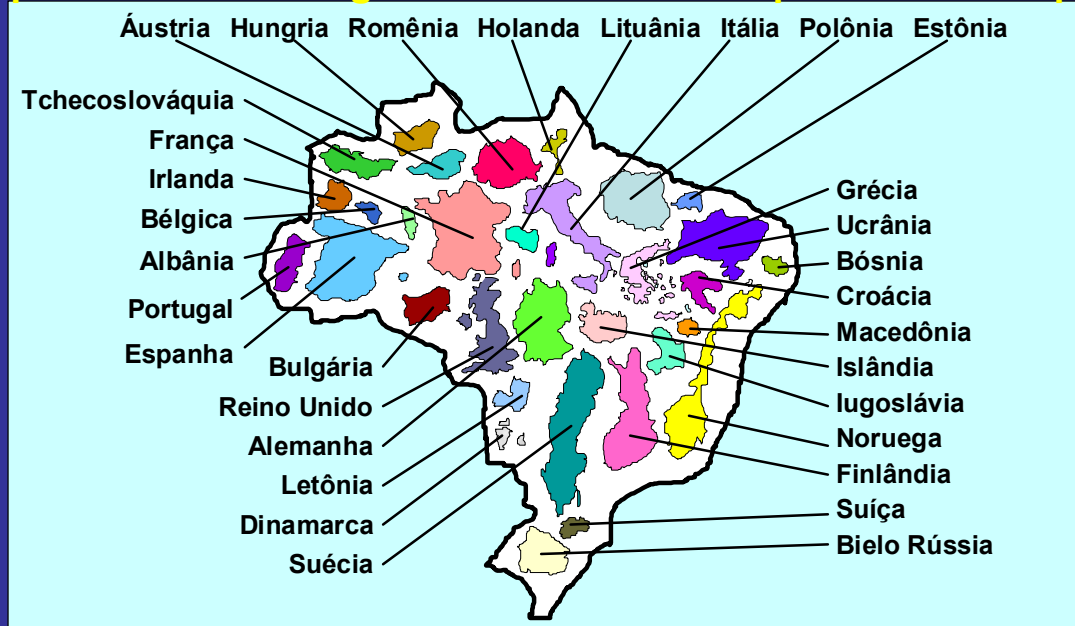 Áustria Hungria Romênia Holanda Lituânia Itália Polônia Estônia
Tchecoslováquia
França
Irlanda
Bélgica
Albânia
Portugal
Espanha
Bulgária
Reino Unido
Alemanha
Letônia
Dinamarca
Suécia
Grécia
Ucrânia
Bósnia
Croácia
Macedônia
Islândia
Iugoslávia
Noruega
Finlândia
Suíça
Bielo Rússia